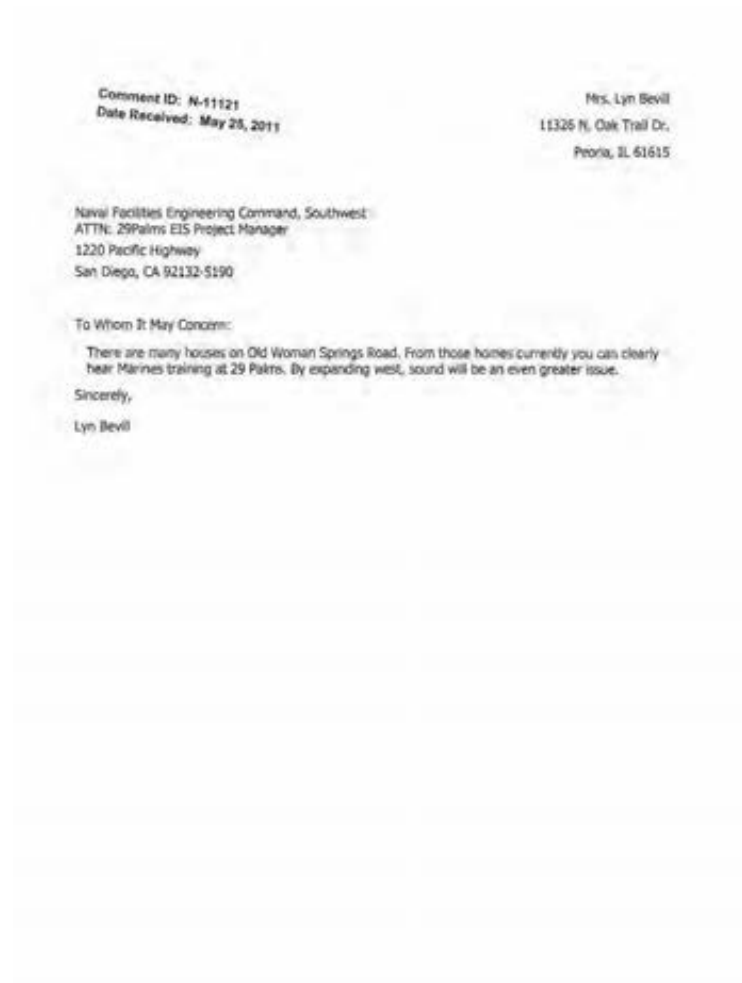 Comment ID: N-11121
Date Received: May 25, 2011
Mrs. Lyn Bevill
11326 N. Oak Trail Dr.
Peoria, IL 61615
Naval Facilities Engineering Command, Southwest
ATTN: 29Palms EIS Project Manager
1220 Pacific Highway
San Diego, CA 92132-5190
To Whom It May Concern:
There are many houses on Old Woman Springs Road. From those homes currently you can clearly
hear Marines training at 29 Palms. By expanding west, sound will be an even greater issue.
Sincerely,
Lyn Bevill